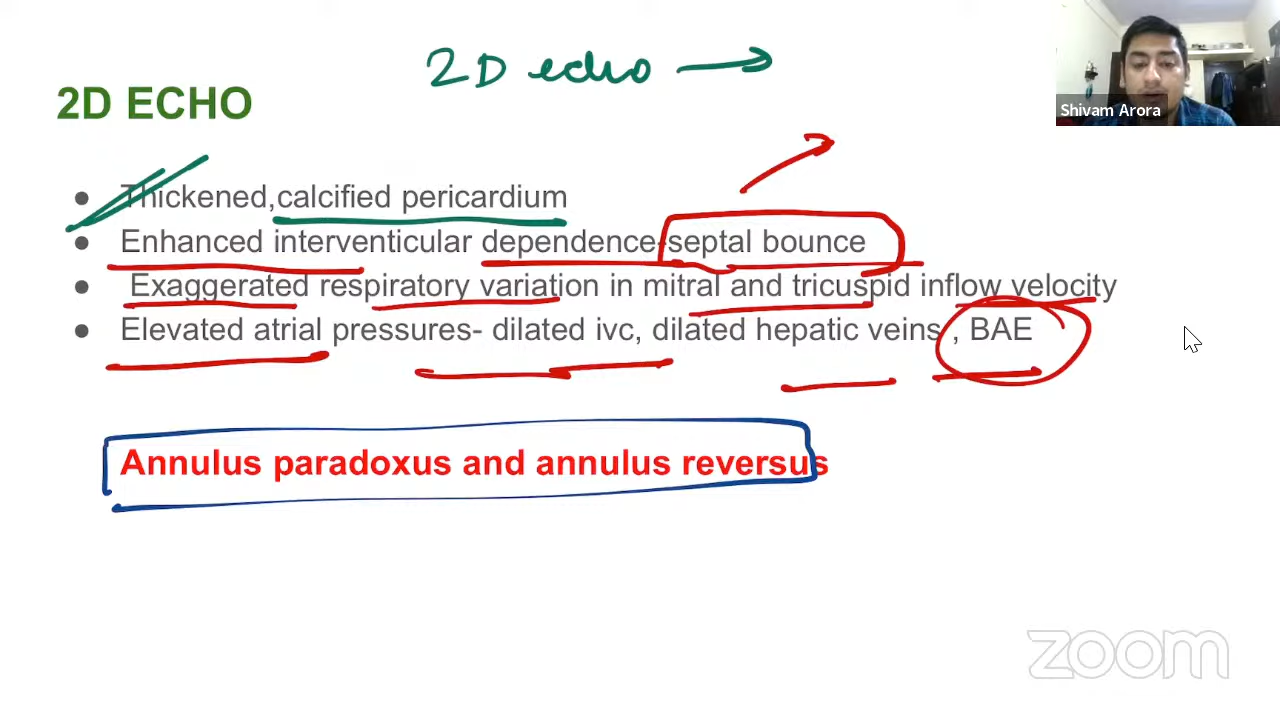 2D echo →
Shivam Arora
2D ECHO
● Thickened,calcified pericardium
● Enhanced interventicular dependence-septal bounce
● Exaggerated respiratory variation in mitral and tricuspid inflow velocity
● Elevated atrial pressures- dilated ivc, dilated hepatic veins , BAE
Annulus paradoxus and annulus reversus
zoom